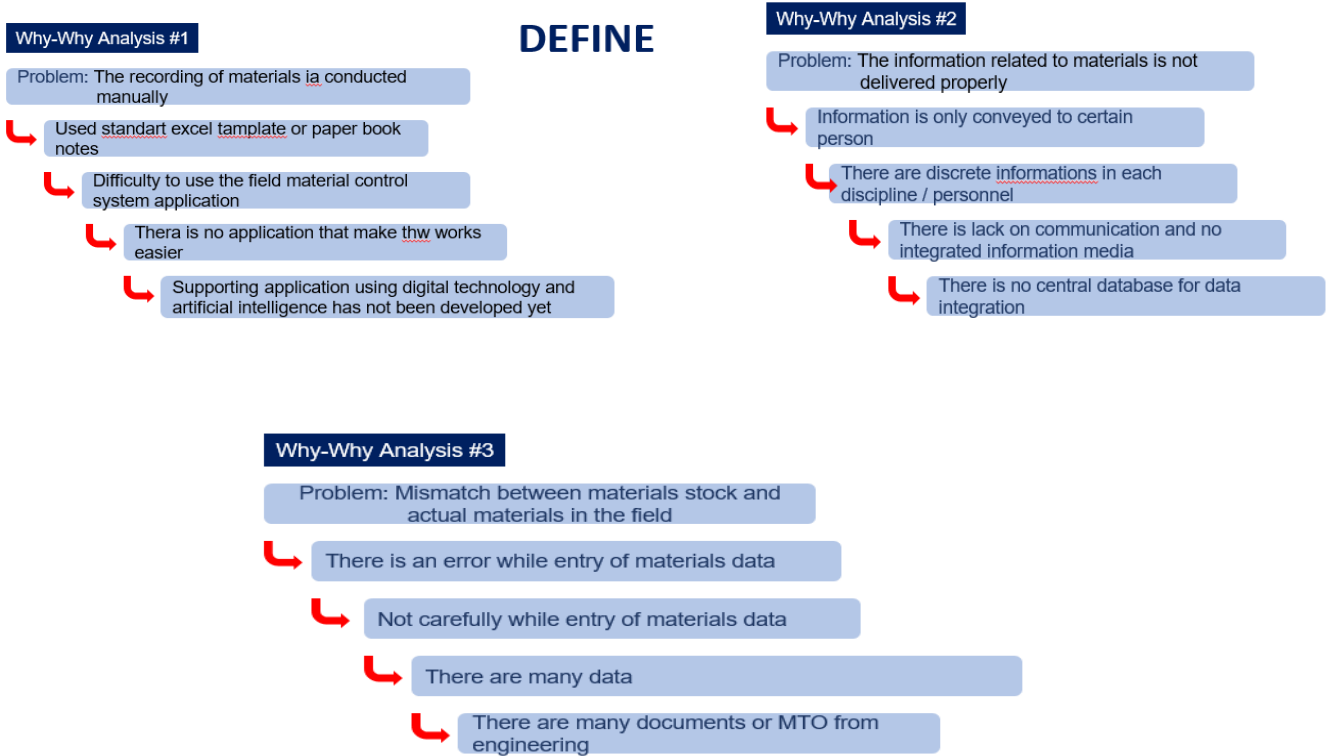 DEFINE
Why-Why Analysis #1
Problem: The recording of materials ia conducted
manually
Used standart excel tamplate or paper book
notes
Difficulty to use the field material control
system application
Thera is no application that make thw works
easier
Supporting application using digital technology and
artificial intelligence has not been developed yet
Why-Why Analysis #2
Problem: The information related to materials is not
delivered properly
Information is only conveyed to certain
person
There are discrete informations in each
discipline / personnel
There is lack on communication and no
integrated information media
There is no central database for data
integration
Why-Why Analysis #3
Problem: Mismatch between materials stock and
actual materials in the field
There is an error while entry of materials data
Not carefully while entry of materials data
There are many data
There are many documents or MTO from
engineering